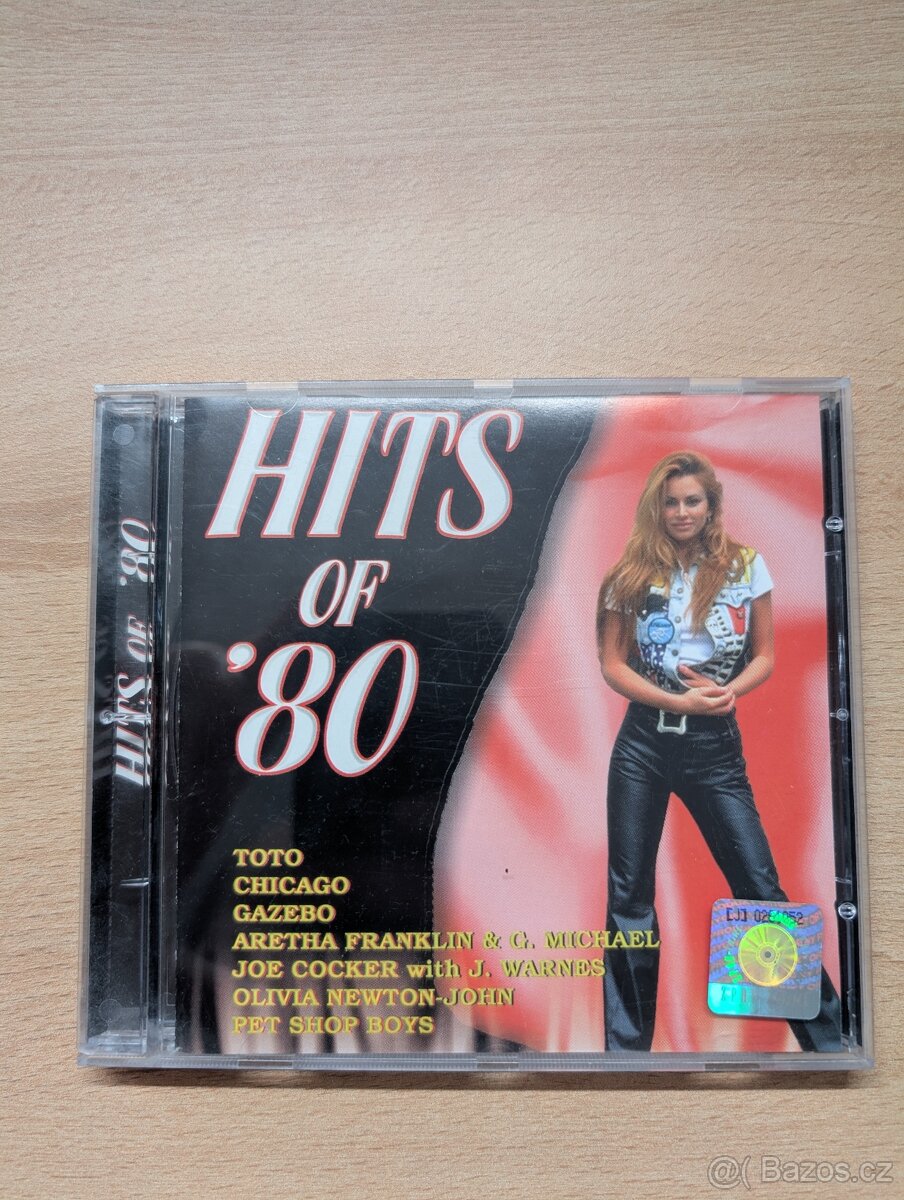 HITS
OF
'80
HITS OF '80
TOTO
CHICAGO
GAZEBO
ARETHA FRANKLIN & G. MICHAEL
JOE COCKER with J. WARNES
OLIVIA NEWTON-JOHN
PET SHOP BOYS
@( Bazos.cz